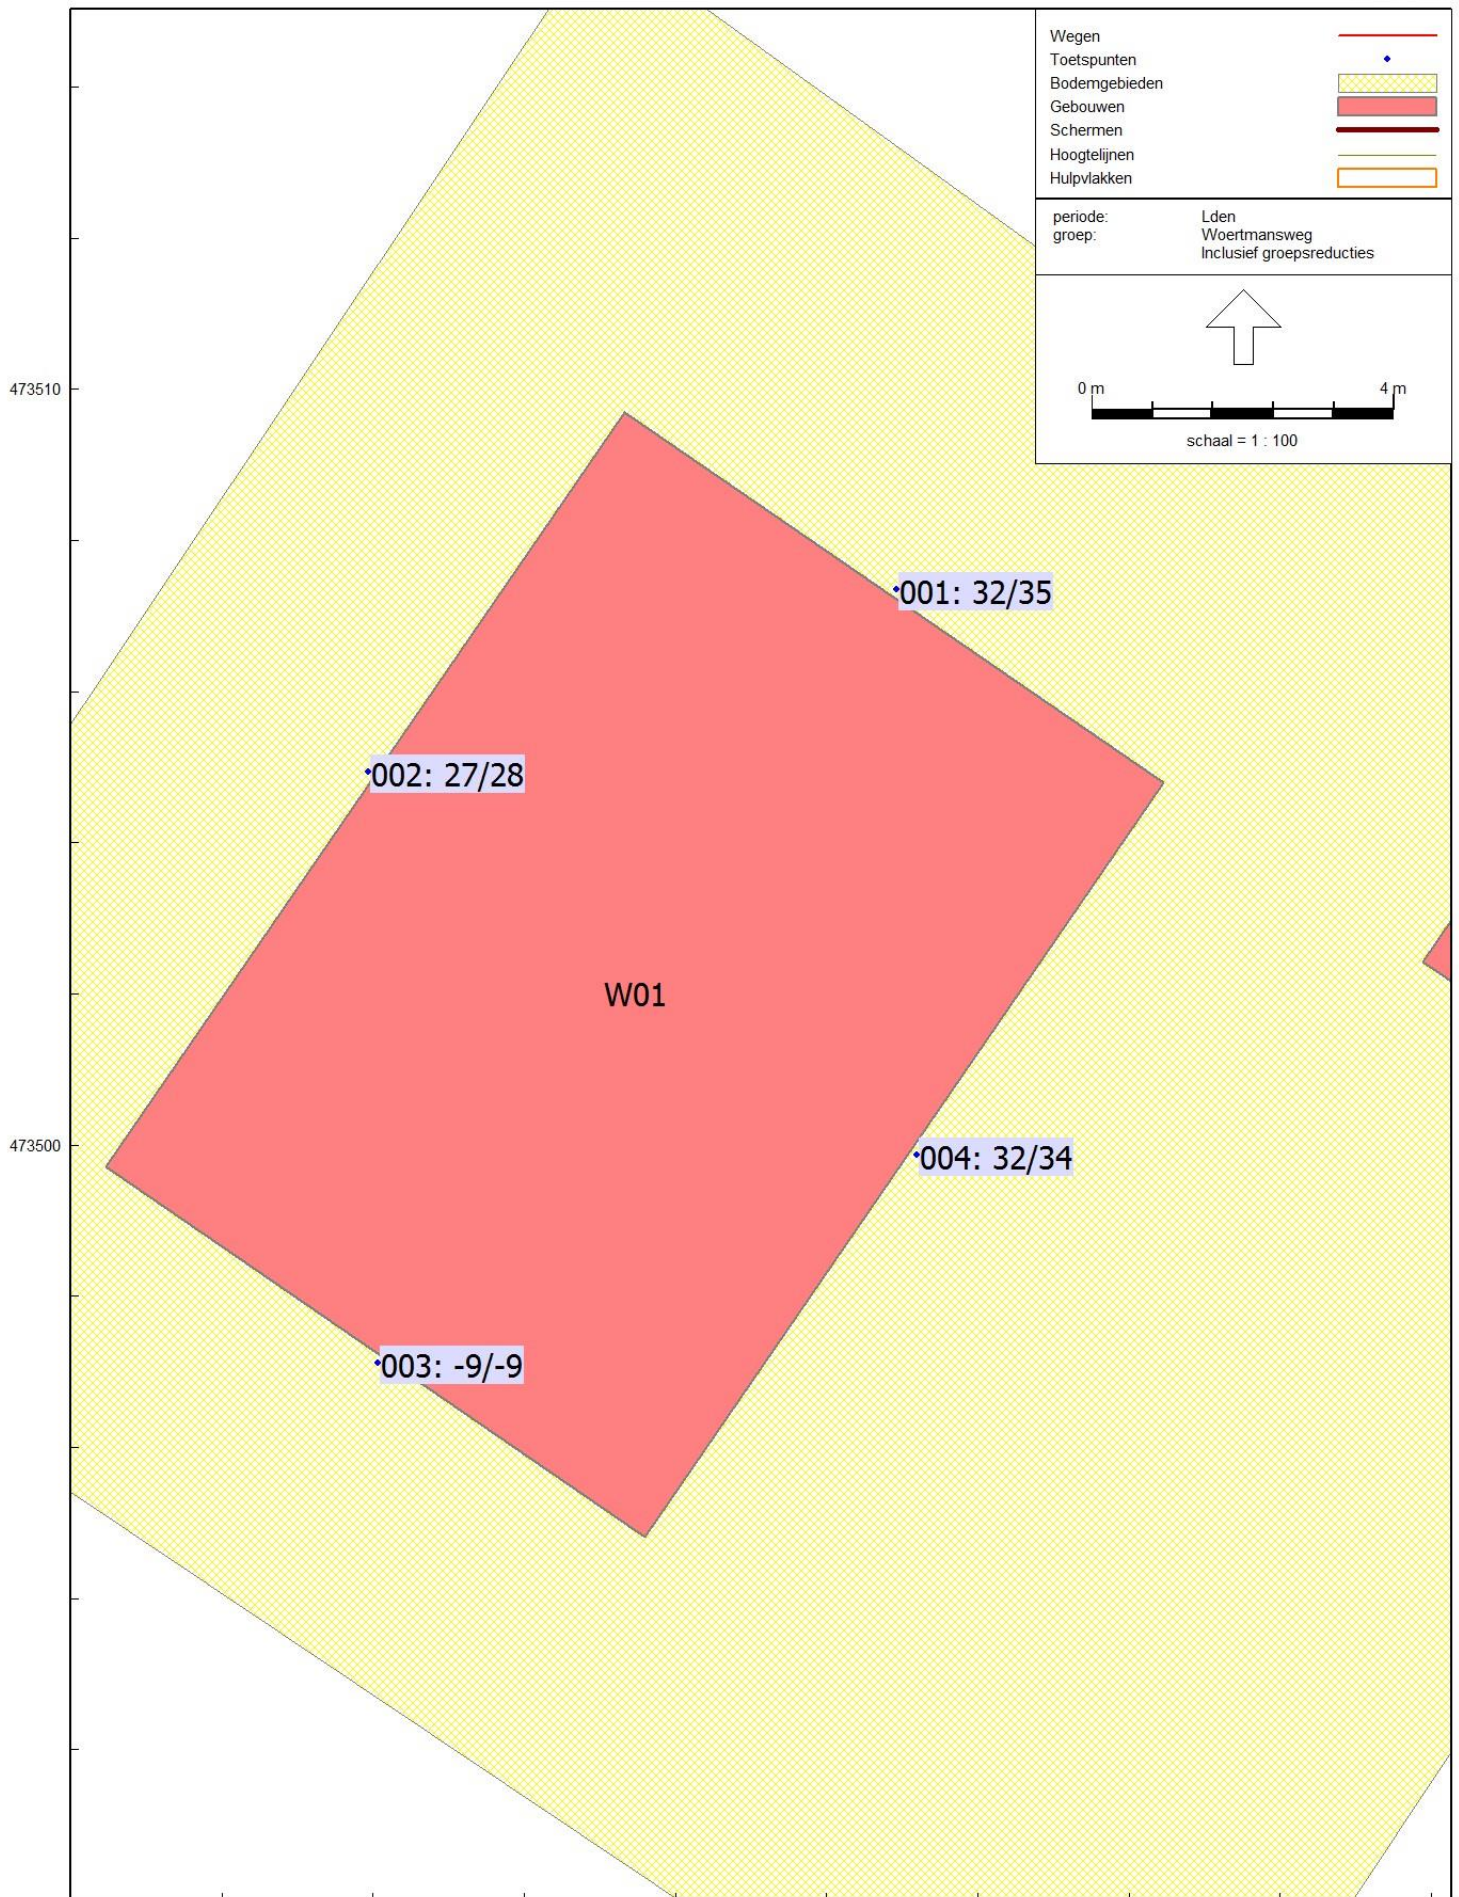 Wegen
Toetspunten
Bodemgebieden
Gebouwen
Schermen
Hoogtelijnen
Hulpvlakken
periode: Lden
groep: Woertmansweg
Inclusief groepsreducties
0 m 4 m
schaal = 1 : 100
473510
001: 32/35
002: 27/28
W01
473500
004: 32/34
003: -9/-9